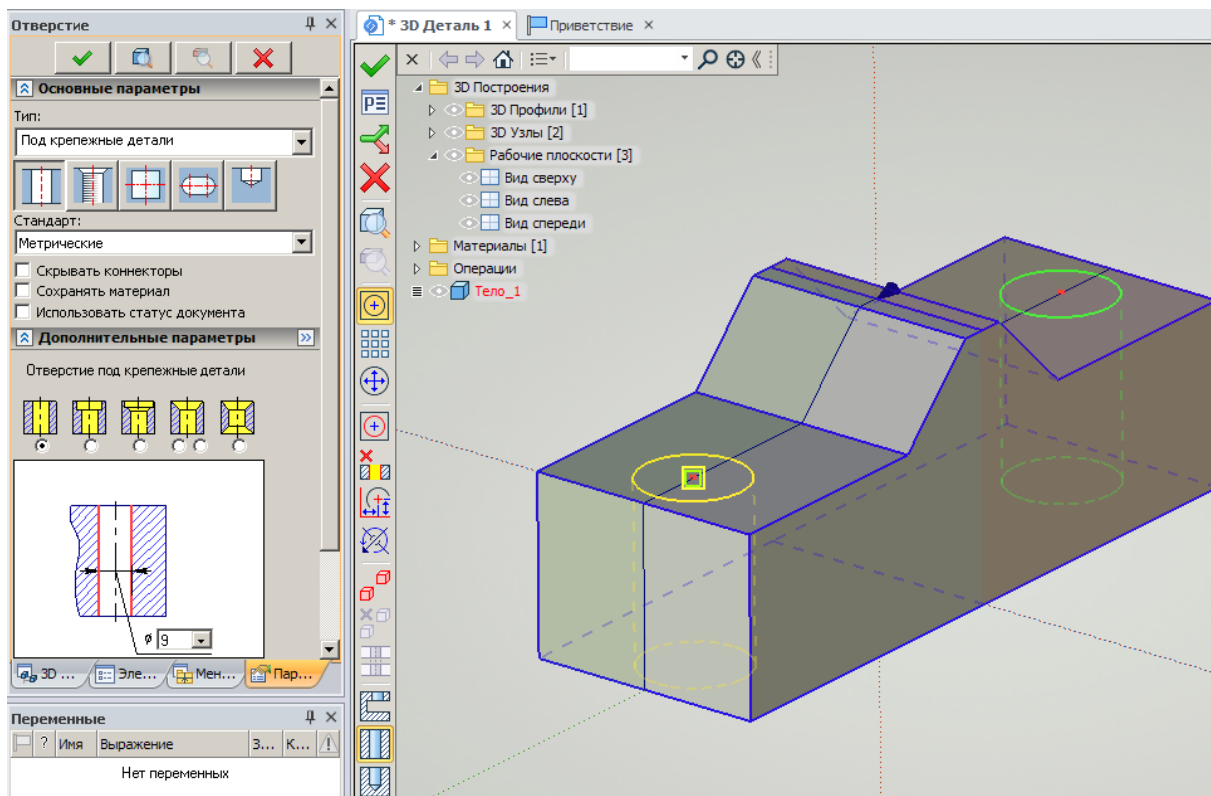 Отверстие
Основные параметры
Тип:
Под крепежные детали
Стандарт:
Метрические
Скрывать коннекторы
Сохранять материал
Использовать статус документа
Дополнительные параметры
Отверстие под крепежные детали
ø 9
3D ...
Эле...
Мен...
Пар...
Переменные
? Имя Выражение З... К...
Нет переменных
* 3D Деталь 1
Приветствие
3D Построения
3D Профили [1]
3D Узлы [2]
Рабочие плоскости [3]
Вид сверху
Вид слева
Вид спереди
Материалы [1]
Операции
Тело_1